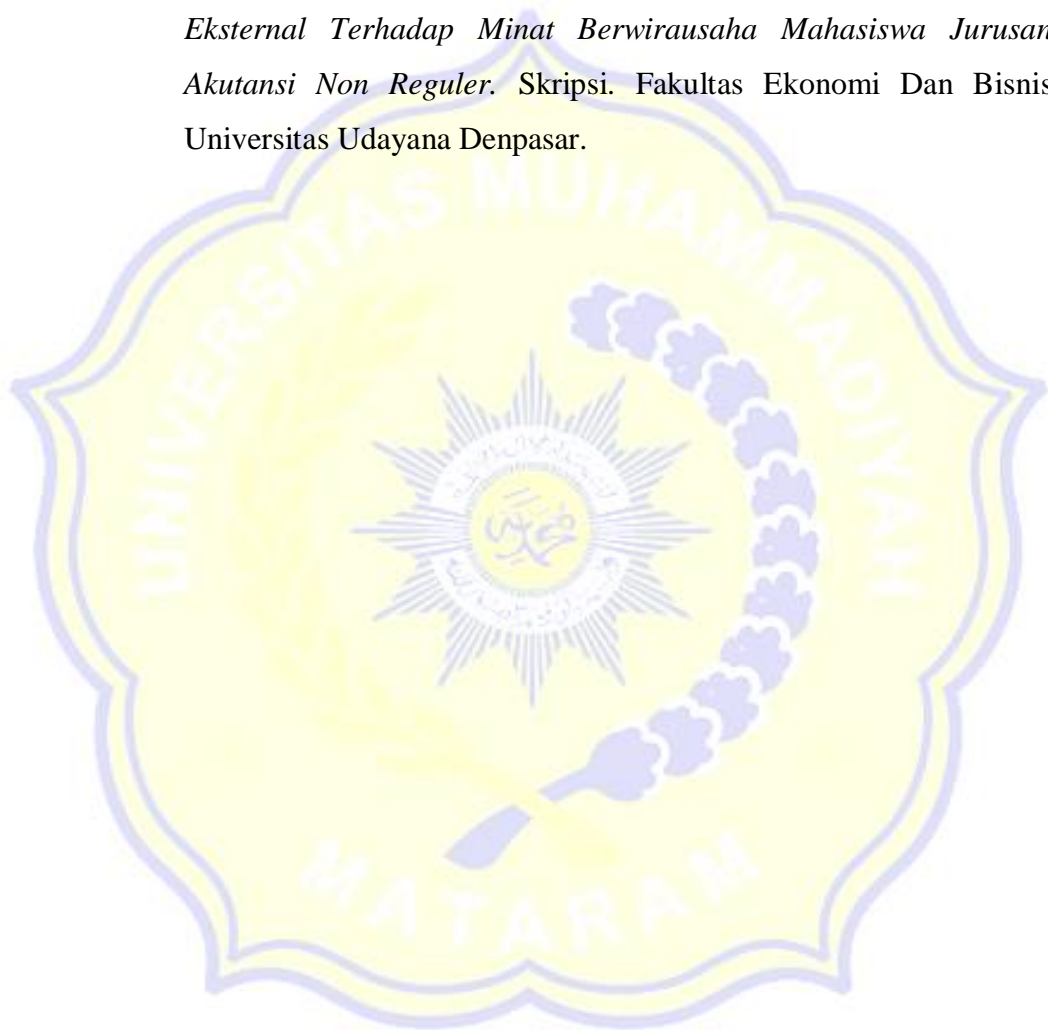 Eksternal Terhadap Minat Berwirausaha Mahasiswa Jurusan
Akutansi Non Reguler. Skripsi. Fakultas Ekonomi Dan Bisnis
Universitas Udayana Denpasar.
UNIVERSITAS MUHAMMADIYAH
MATARAM